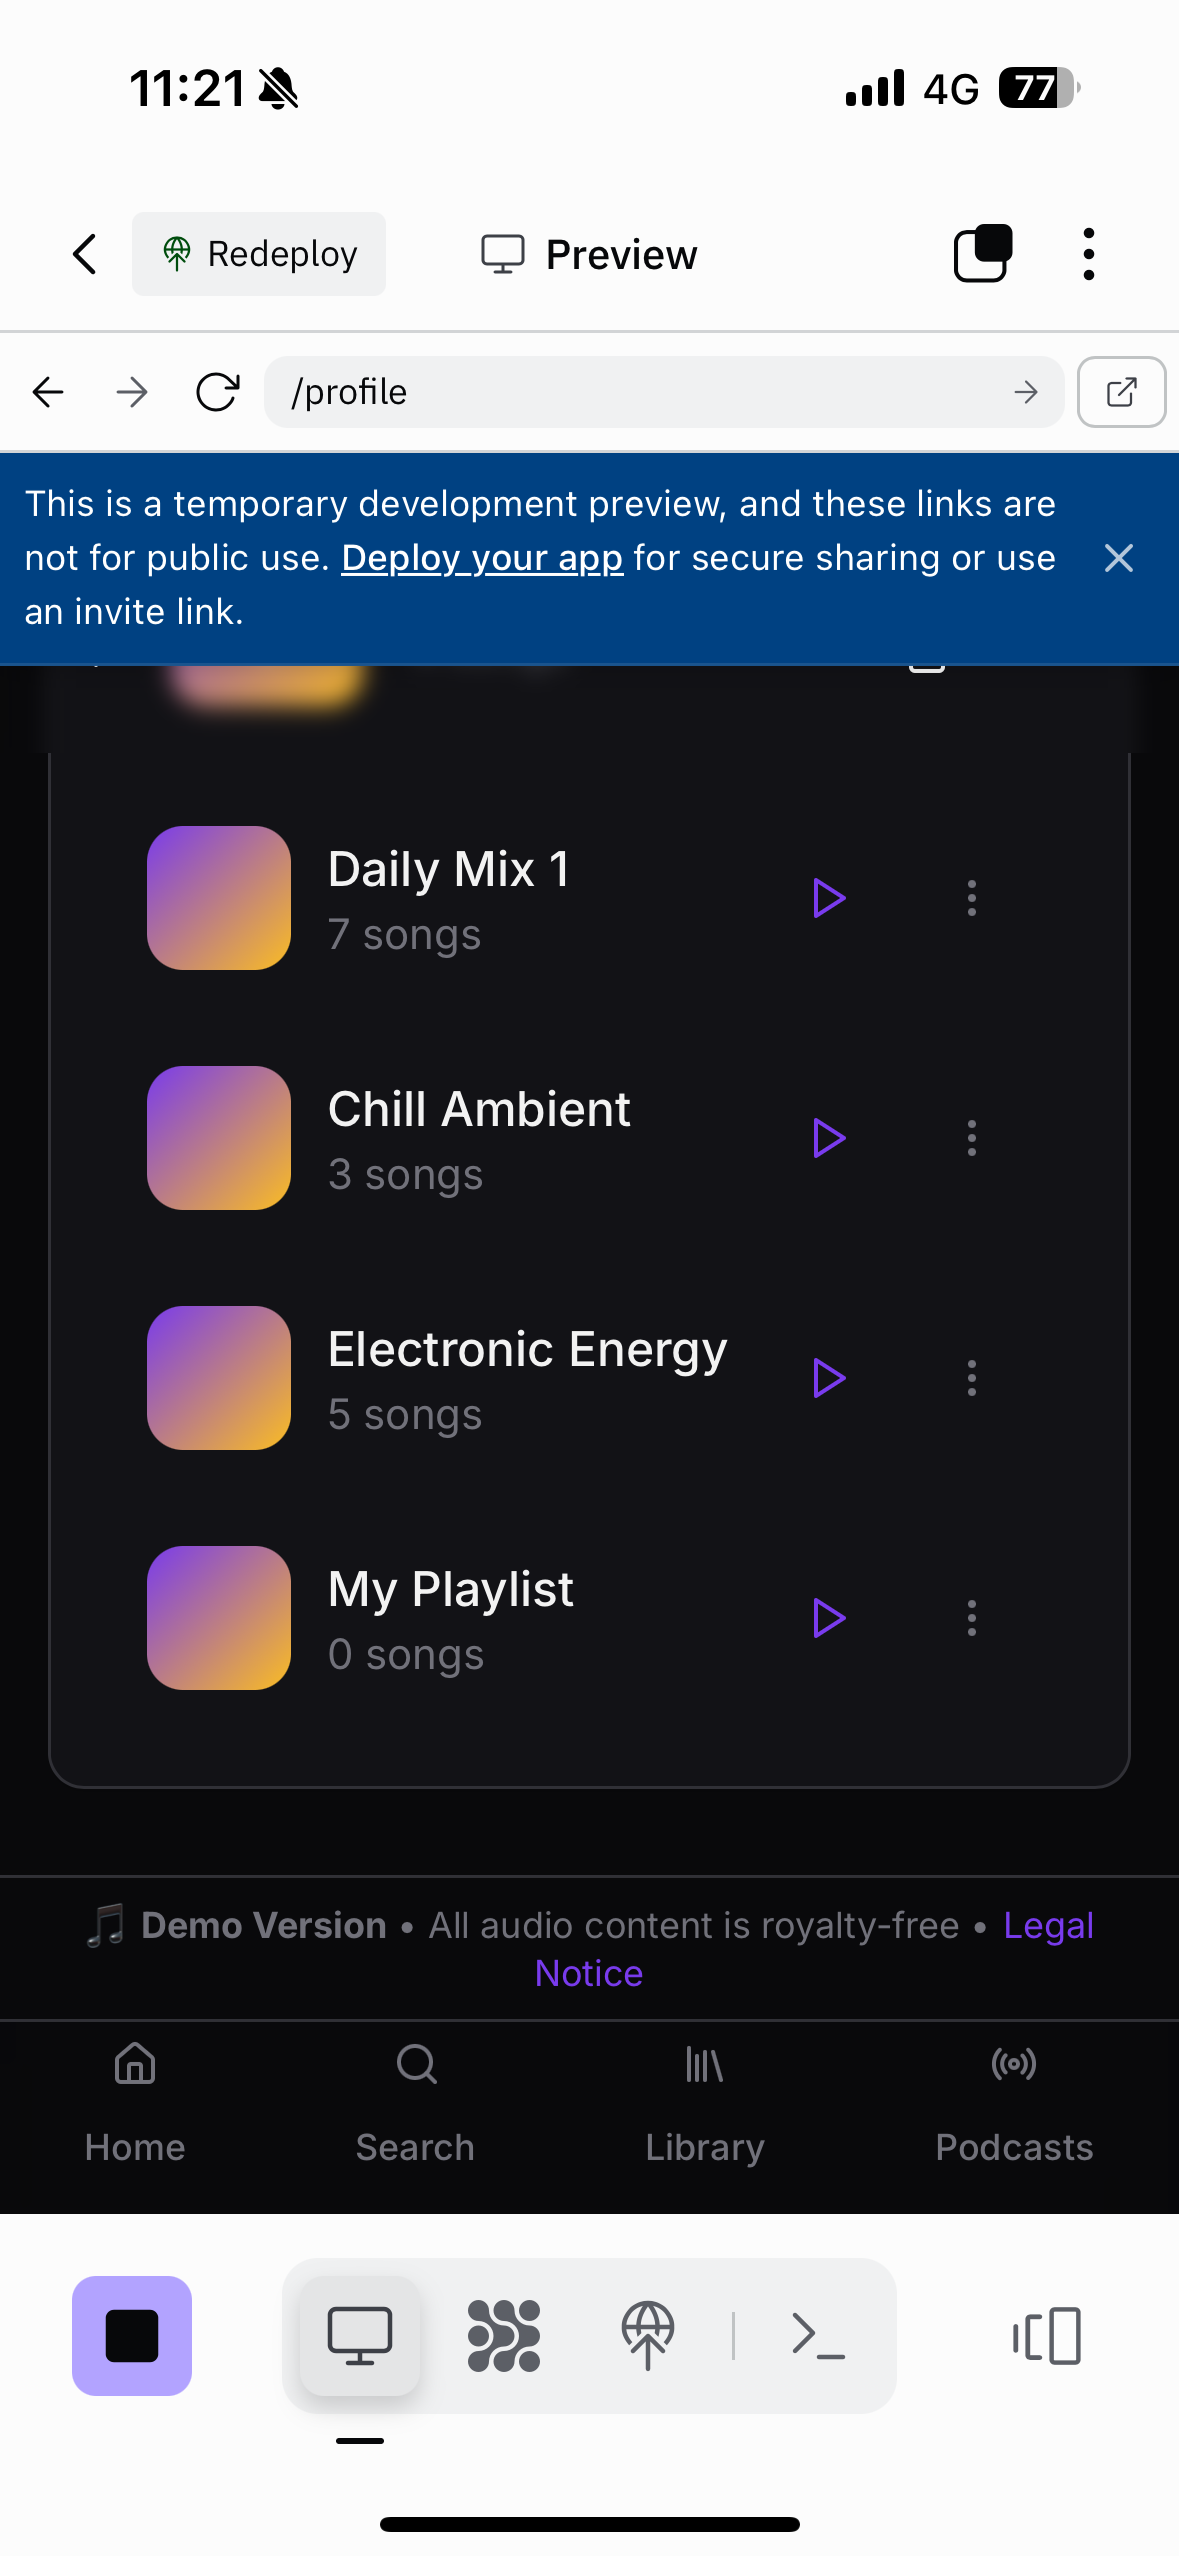 11:21
4G
77
Redeploy
Preview
/profile
This is a temporary development preview, and these links are
not for public use. Deploy your app for secure sharing or use
an invite link.
Daily Mix 1
7 songs
Chill Ambient
3 songs
Electronic Energy
5 songs
My Playlist
0 songs
🎵 Demo Version • All audio content is royalty-free • Legal
Notice
Home
Search
Library
Podcasts